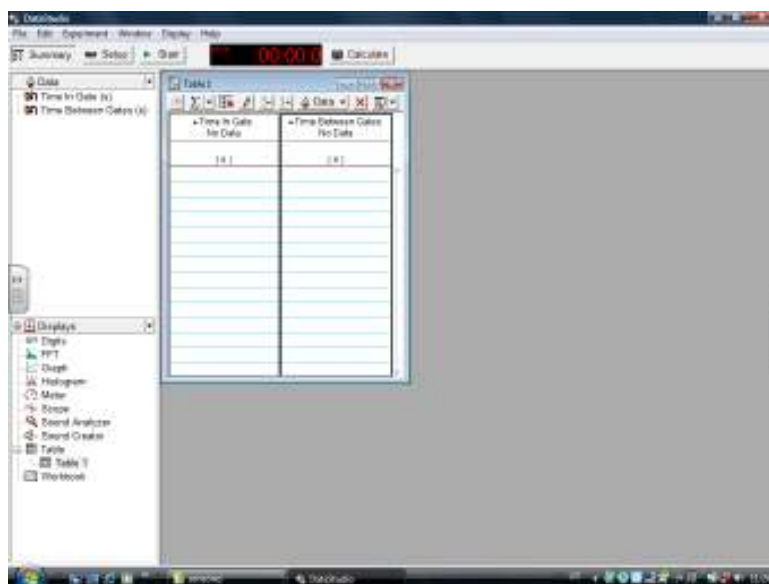 DataStudio
File Edit Experiment Window Display Help
Summary Setup Start 00:00.0 Calculate
Data
Time In Gate (s)
Time Between Gates (s)
Table 1
Σ Data
Time In Gate
No Data
Time Between Gates
No Data
Displays
Digits
FFT
Graph
Histogram
Meter
Scope
Sound Analyzer
Sound Creator
Table
Table 1
Workbook
DataStudio